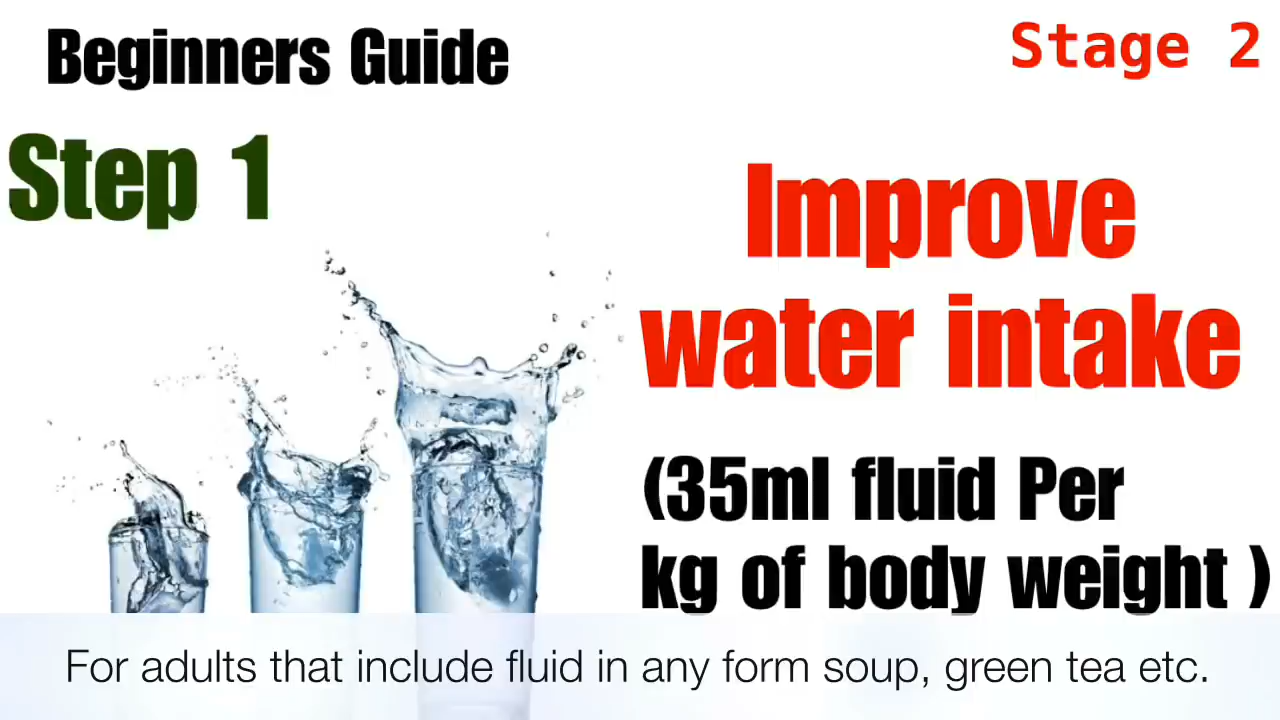 Beginners Guide
Stage 2
Step 1
Improve
water intake
(35ml fluid Per
kg of body weight )
For adults that include fluid in any form soup, green tea etc.